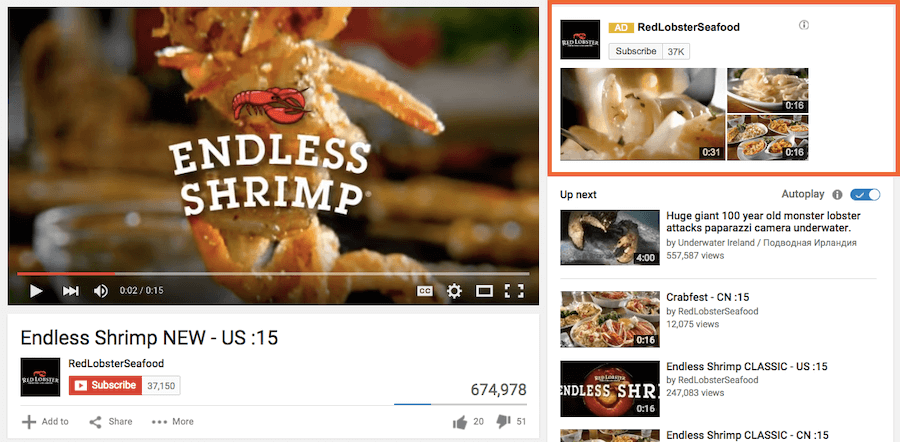 ENDLESS
SHRIMP
0:02 / 0:15
CC
Endless Shrimp NEW - US :15
RED LOBSTER
RedLobsterSeafood
Subscribe 37,150
674,978
Add to Share More 20 51
RED LOBSTER
AD RedLobsterSeafood
Subscribe 37K
0:31
0:16
0:16
Up next Autoplay
Huge giant 100 year old monster lobster
attacks paparazzi camera underwater.
by Underwater Ireland / Подводная Ирландия
557,587 views
4:00
Crabfest - CN :15
by RedLobsterSeafood
12,075 views
0:16
Endless Shrimp CLASSIC - US :15
by RedLobsterSeafood
247,083 views
ENDLESS SHRI
0:16
Endless Shrimp CLASSIC - CN :15